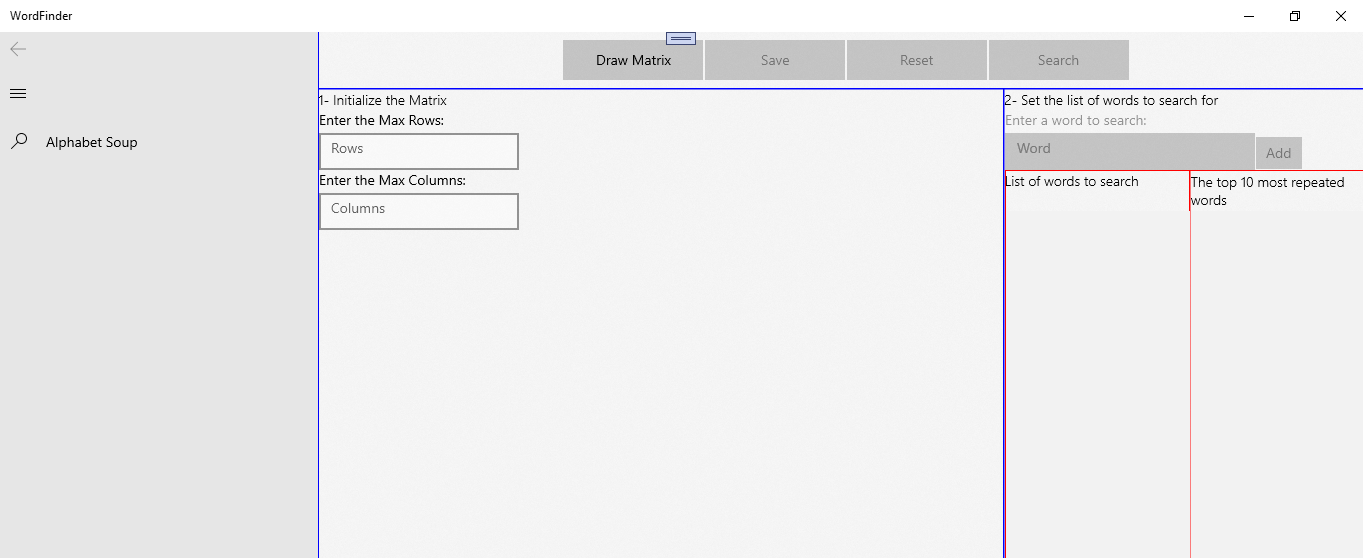 WordFinder
Draw Matrix
Save
Reset
Search
Alphabet Soup
1- Initialize the Matrix
Enter the Max Rows:
Rows
Enter the Max Columns:
Columns
2- Set the list of words to search for
Enter a word to search:
Word
Add
List of words to search
The top 10 most repeated
words